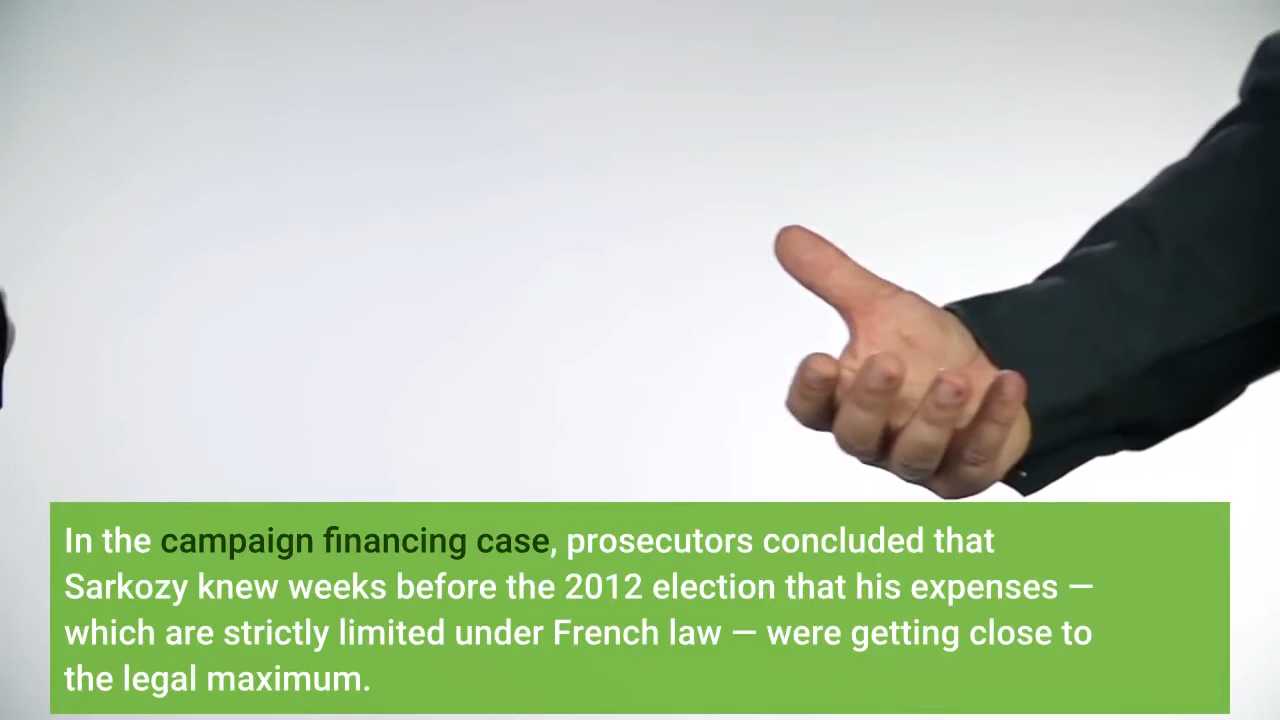 In the campaign financing case, prosecutors concluded that
Sarkozy knew weeks before the 2012 election that his expenses —
which are strictly limited under French law — were getting close to
the legal maximum.